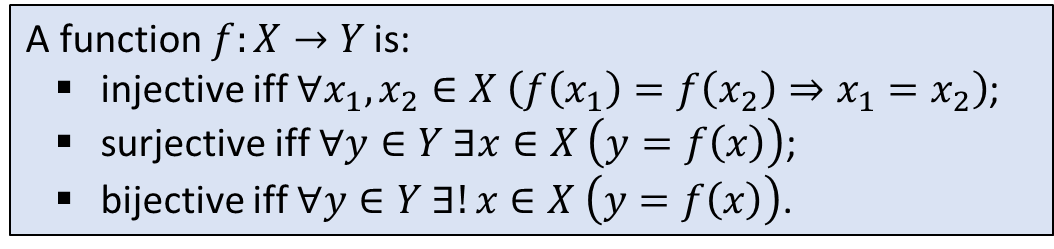 A function 𝑓: 𝑋 → 𝑌 is:
▪ injective iff ∀𝑥₁, 𝑥₂ ∈ 𝑋 (𝑓(𝑥₁) = 𝑓(𝑥₂) ⇒ 𝑥₁ = 𝑥₂);
▪ surjective iff ∀𝑦 ∈ 𝑌 ∃𝑥 ∈ 𝑋 (𝑦 = 𝑓(𝑥));
▪ bijective iff ∀𝑦 ∈ 𝑌 ∃! 𝑥 ∈ 𝑋 (𝑦 = 𝑓(𝑥)).